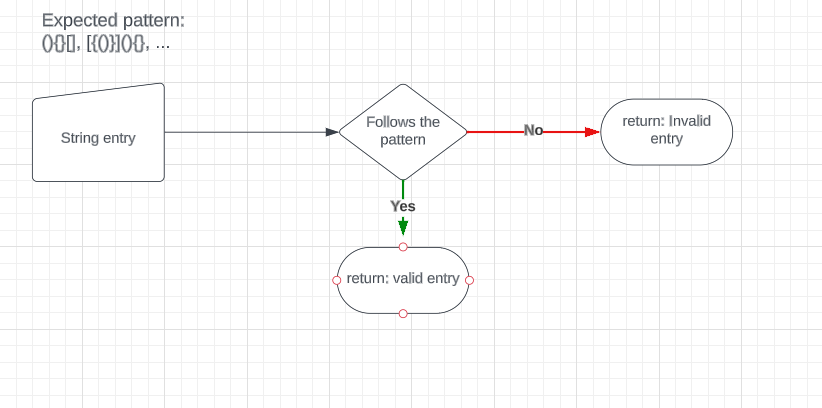 Expected pattern:
(){}[], [{()}](){}, ...
String entry
Follows the
pattern
No
return: Invalid
entry
Yes
return: valid entry